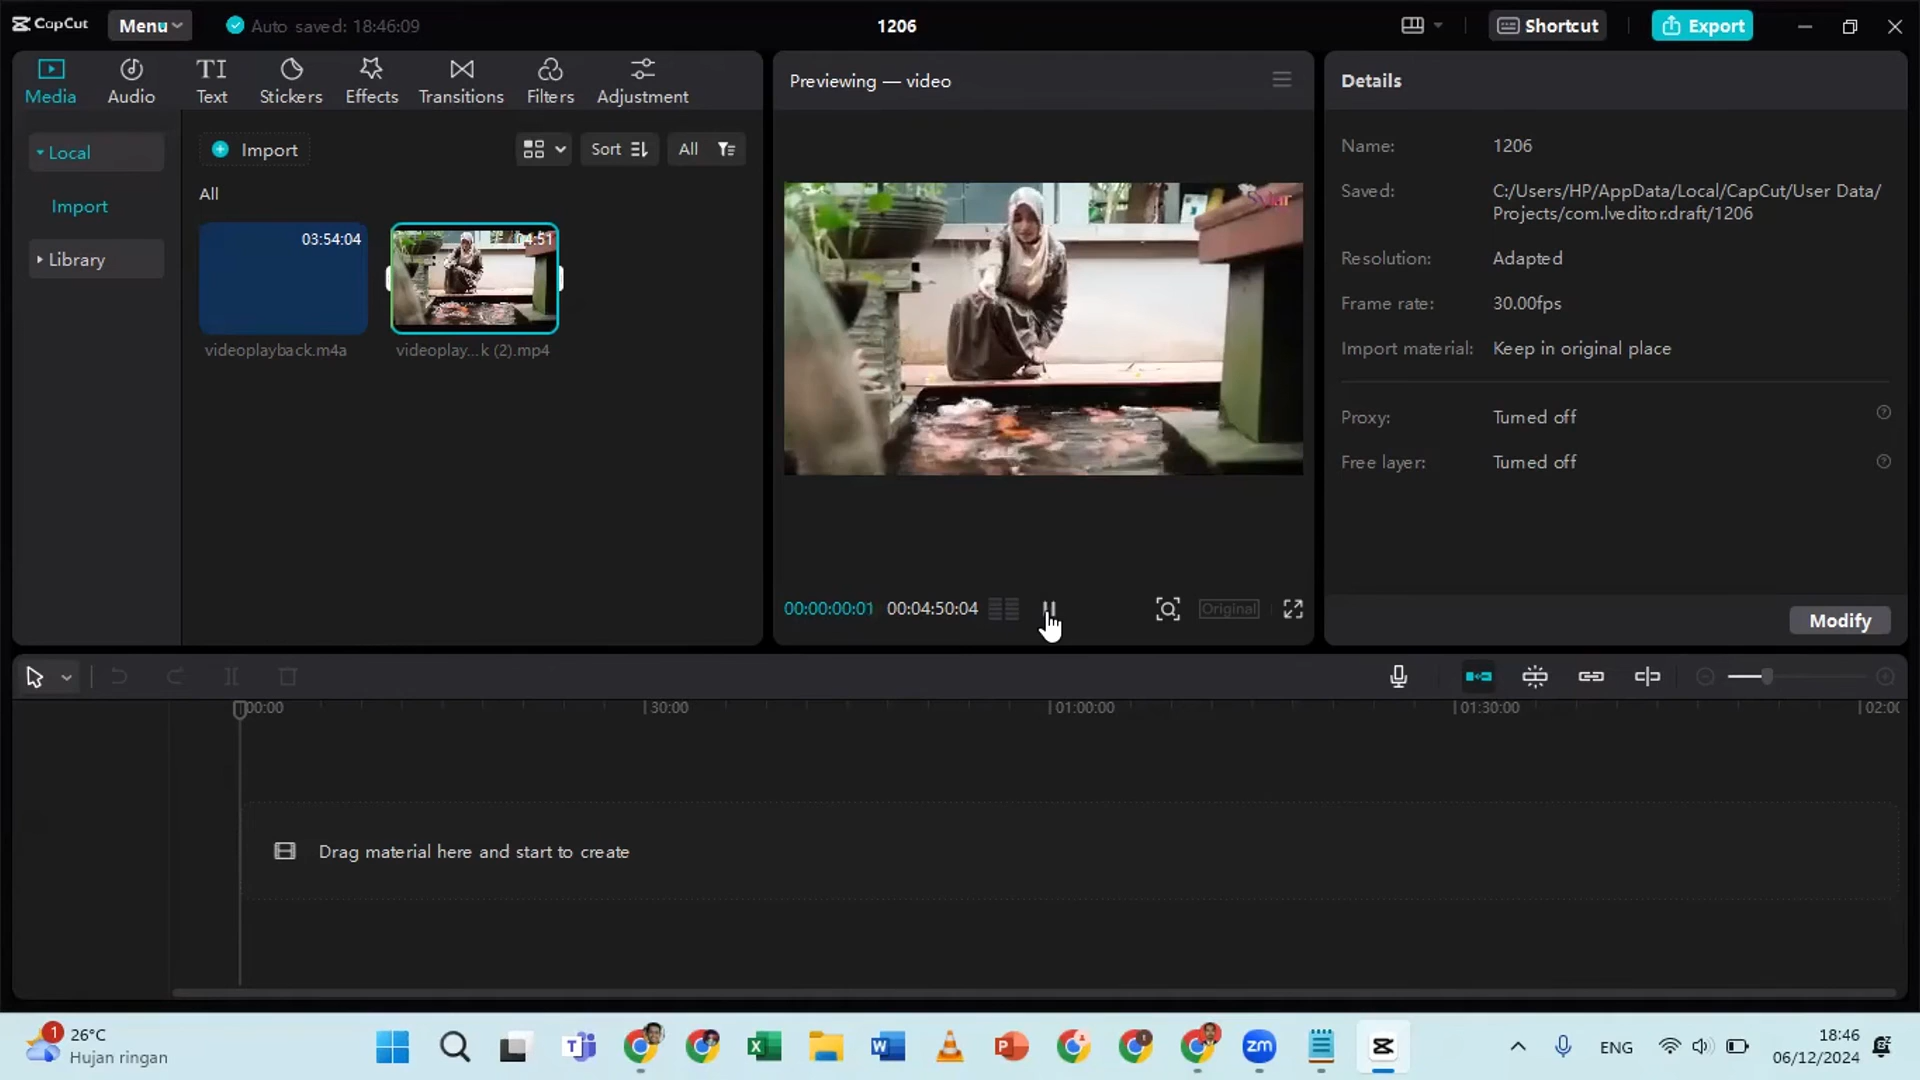 CapCut
Menu
Auto saved: 18:46:09
1206
Shortcut
Export
Media
Audio
Text
Stickers
Effects
Transitions
Filters
Adjustment
Local
Import
Library
Import
Sort
All
All
03:54:04
04:51
videoplayback.m4a
videoplay...k (2).mp4
Previewing — video
00:00:00:01
00:04:50:04
Original
Details
Name:
1206
Saved:
C:/Users/HP/AppData/Local/CapCut/User Data/
Projects/com.lveditor.draft/1206
Resolution:
Adapted
Frame rate:
30.00fps
Import material:
Keep in original place
Proxy:
Turned off
Free layer:
Turned off
Modify
00:00
30:00
01:00:00
01:30:00
02:00
Drag material here and start to create
1
26°C
Hujan ringan
zm
ENG
18:46
06/12/2024